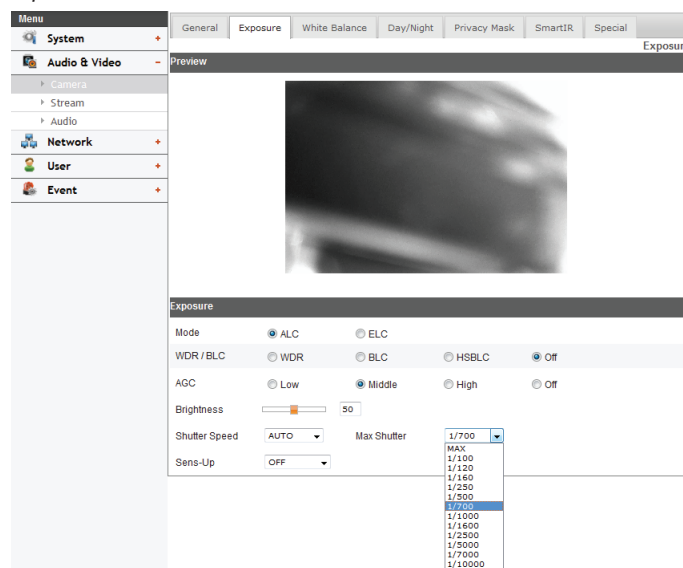 Menu
System +
Audio & Video -
Camera
Stream
Audio
Network +
User +
Event +
General Exposure White Balance Day/Night Privacy Mask SmartIR Special
Exposur
Preview
Exposure
Mode ALC ELC
WDR / BLC WDR BLC HSBLC Off
AGC Low Middle High Off
Brightness 50
Shutter Speed AUTO Max Shutter 1/700
Sens-Up OFF
MAX
1/100
1/120
1/160
1/250
1/500
1/700
1/1000
1/1600
1/2500
1/5000
1/7000
1/10000